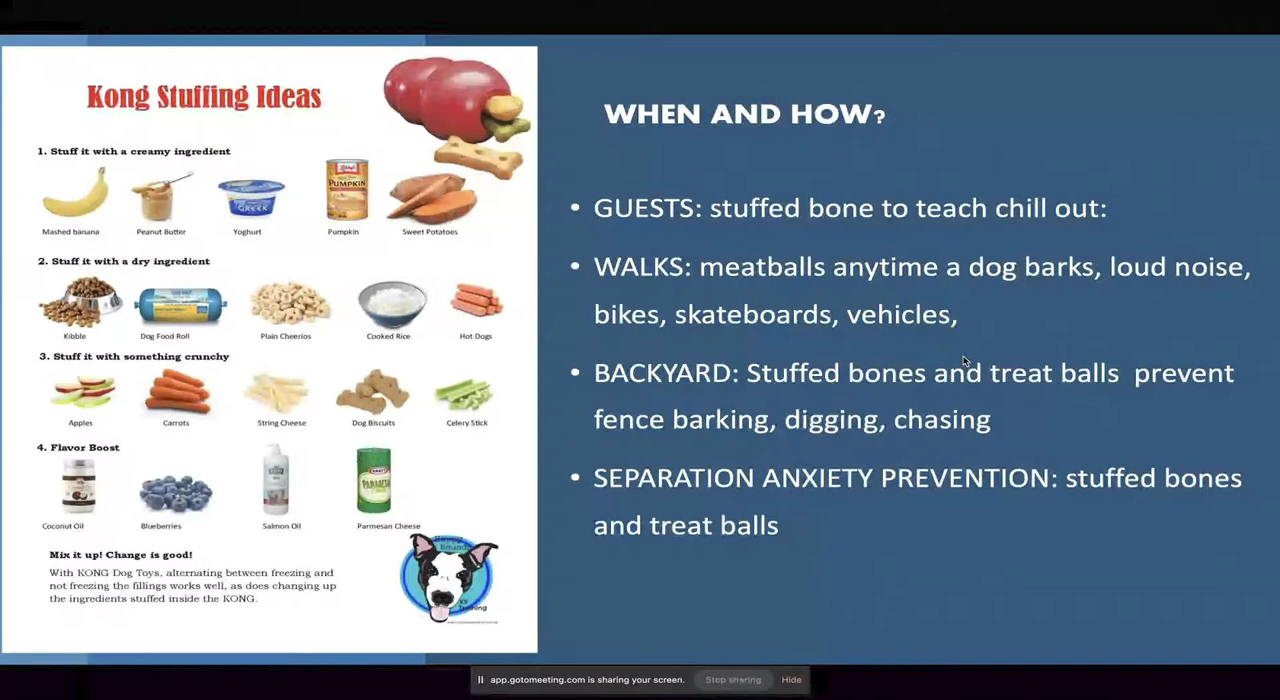 Kong Stuffing Ideas
1. Stuff it with a creamy ingredient
PUMPKIN
GREEK
Mashed banana
Peanut Butter
Yoghurt
Pumpkin
Sweet Potatoes
2. Stuff it with a dry ingredient
Kibble
Dog Food Roll
Plain Cheerios
Cooked Rice
Hot Dogs
3. Stuff it with something crunchy
Apples
Carrots
String Cheese
Dog Biscuits
Celery Stick
4. Flavor Boost
Coconut Oil
Blueberries
Salmon Oil
Parmesan Cheese
Mix it up! Change is good!
With KONG Dog Toys, alternating between freezing and
not freezing the fillings works well, as does changing up
the ingredients stuffed inside the KONG.
Training
WHEN AND HOW?
• GUESTS: stuffed bone to teach chill out:
• WALKS: meatballs anytime a dog barks, loud noise,
bikes, skateboards, vehicles,
• BACKYARD: Stuffed bones and treat balls prevent
fence barking, digging, chasing
• SEPARATION ANXIETY PREVENTION: stuffed bones
and treat balls
app.gotomeeting.com is sharing your screen.
Stop sharing
Hide